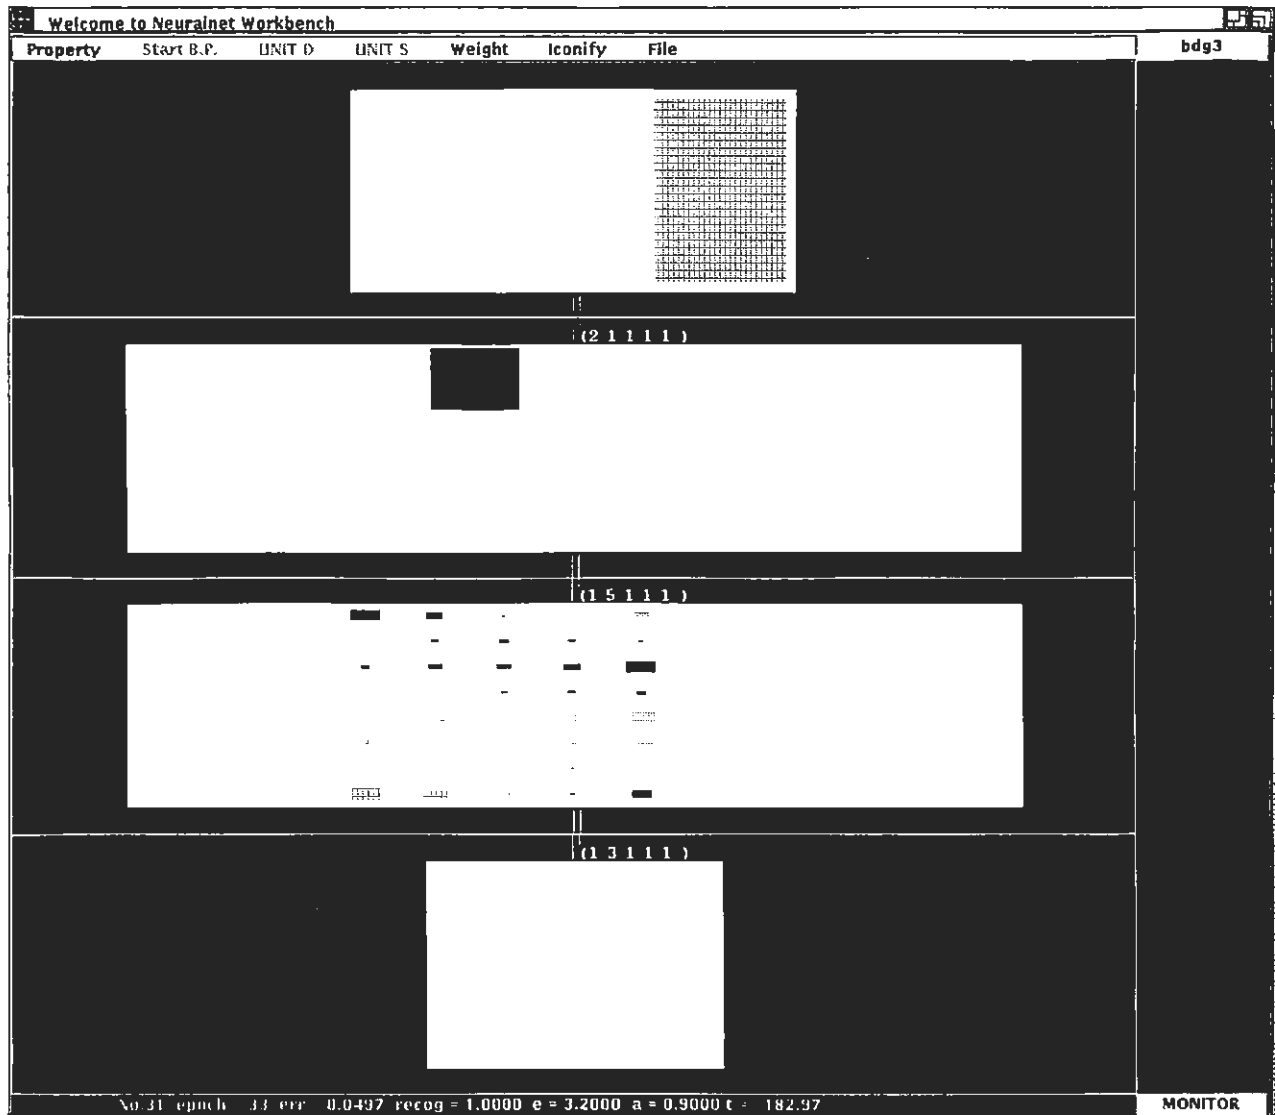 Welcome to Neuralnet Workbench
Property Start B.P. UNIT D UNIT S Weight Iconify File bdg3
(2 1 1 1 1 )
(1 5 1 1 1 )
(1 3 1 1 1 )
No.31 epoch 33 err 0.0497 recog = 1.0000 e = 3.2000 a = 0.9000 t = 182.97 MONITOR